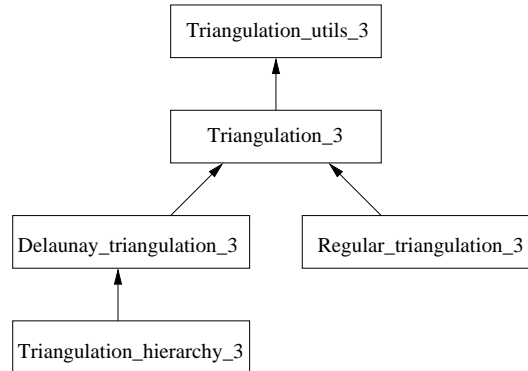 Triangulation_utils_3
Triangulation_3
Delaunay_triangulation_3
Regular_triangulation_3
Triangulation_hierarchy_3